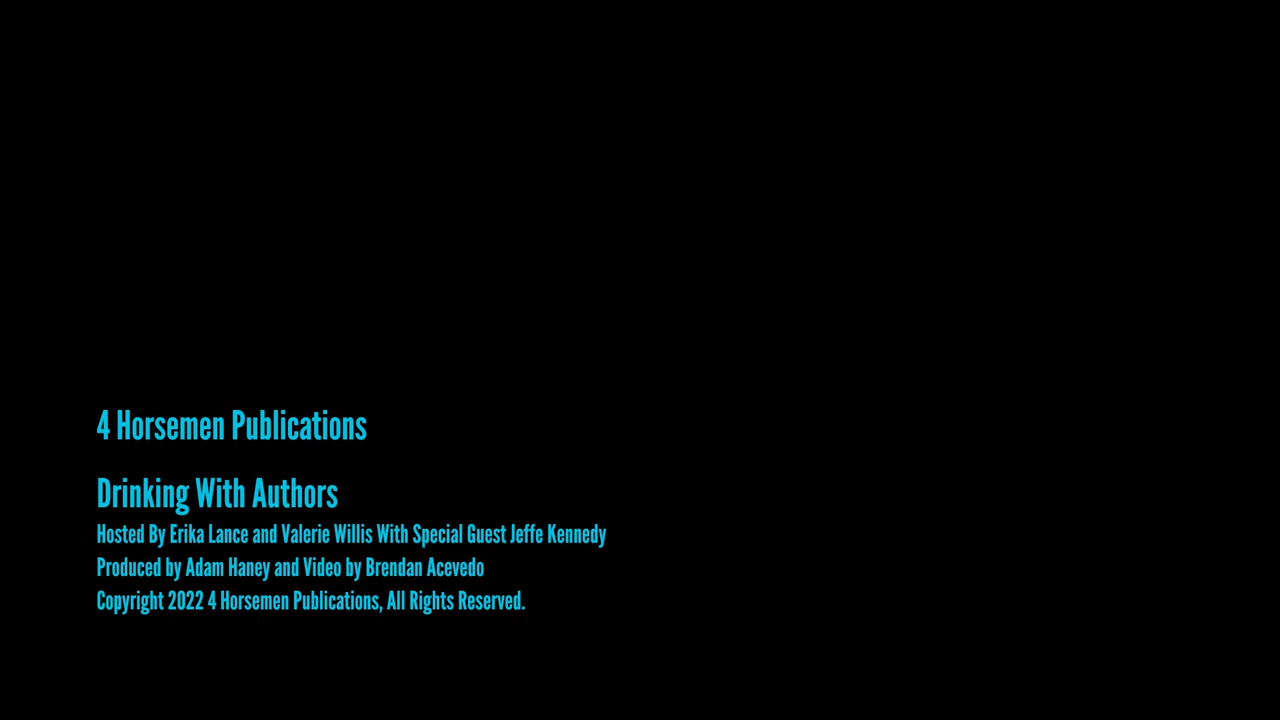 4 Horsemen Publications
Drinking With Authors
Hosted By Erika Lance and Valerie Willis With Special Guest Jeffe Kennedy
Produced by Adam Haney and Video by Brendan Acevedo
Copyright 2022 4 Horsemen Publications, All Rights Reserved.